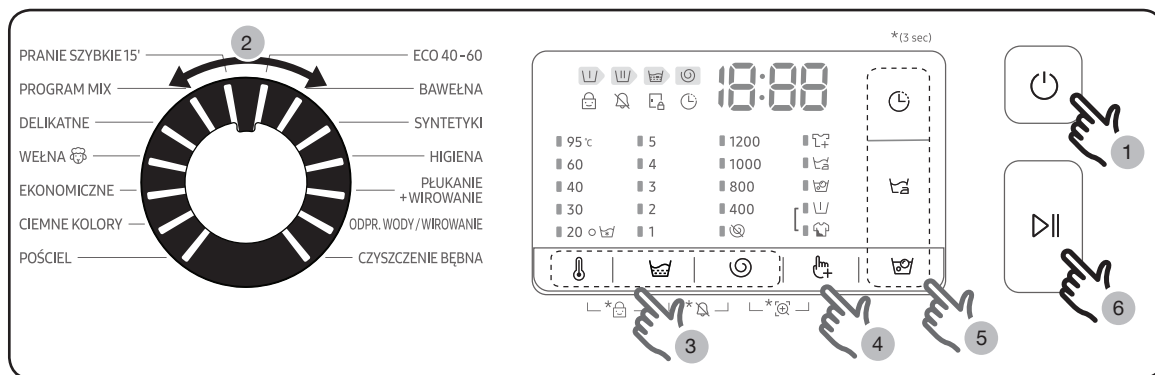 2
PRANIE SZYBKIE 15'
PROGRAM MIX
DELIKATNE
WEŁNA
EKONOMICZNE
CIEMNE KOLORY
POŚCIEL
ECO 40-60
BAWEŁNA
SYNTETYKI
HIGIENA
PŁUKANIE
+WIROWANIE
ODPR. WODY/WIROWANIE
CZYSZCZENIE BĘBNA
*(3 sec)
18:88
95 °C 5 1200
60 4 1000
40 3 800
30 2 400
20 1
* * *
1
3
4
5
6